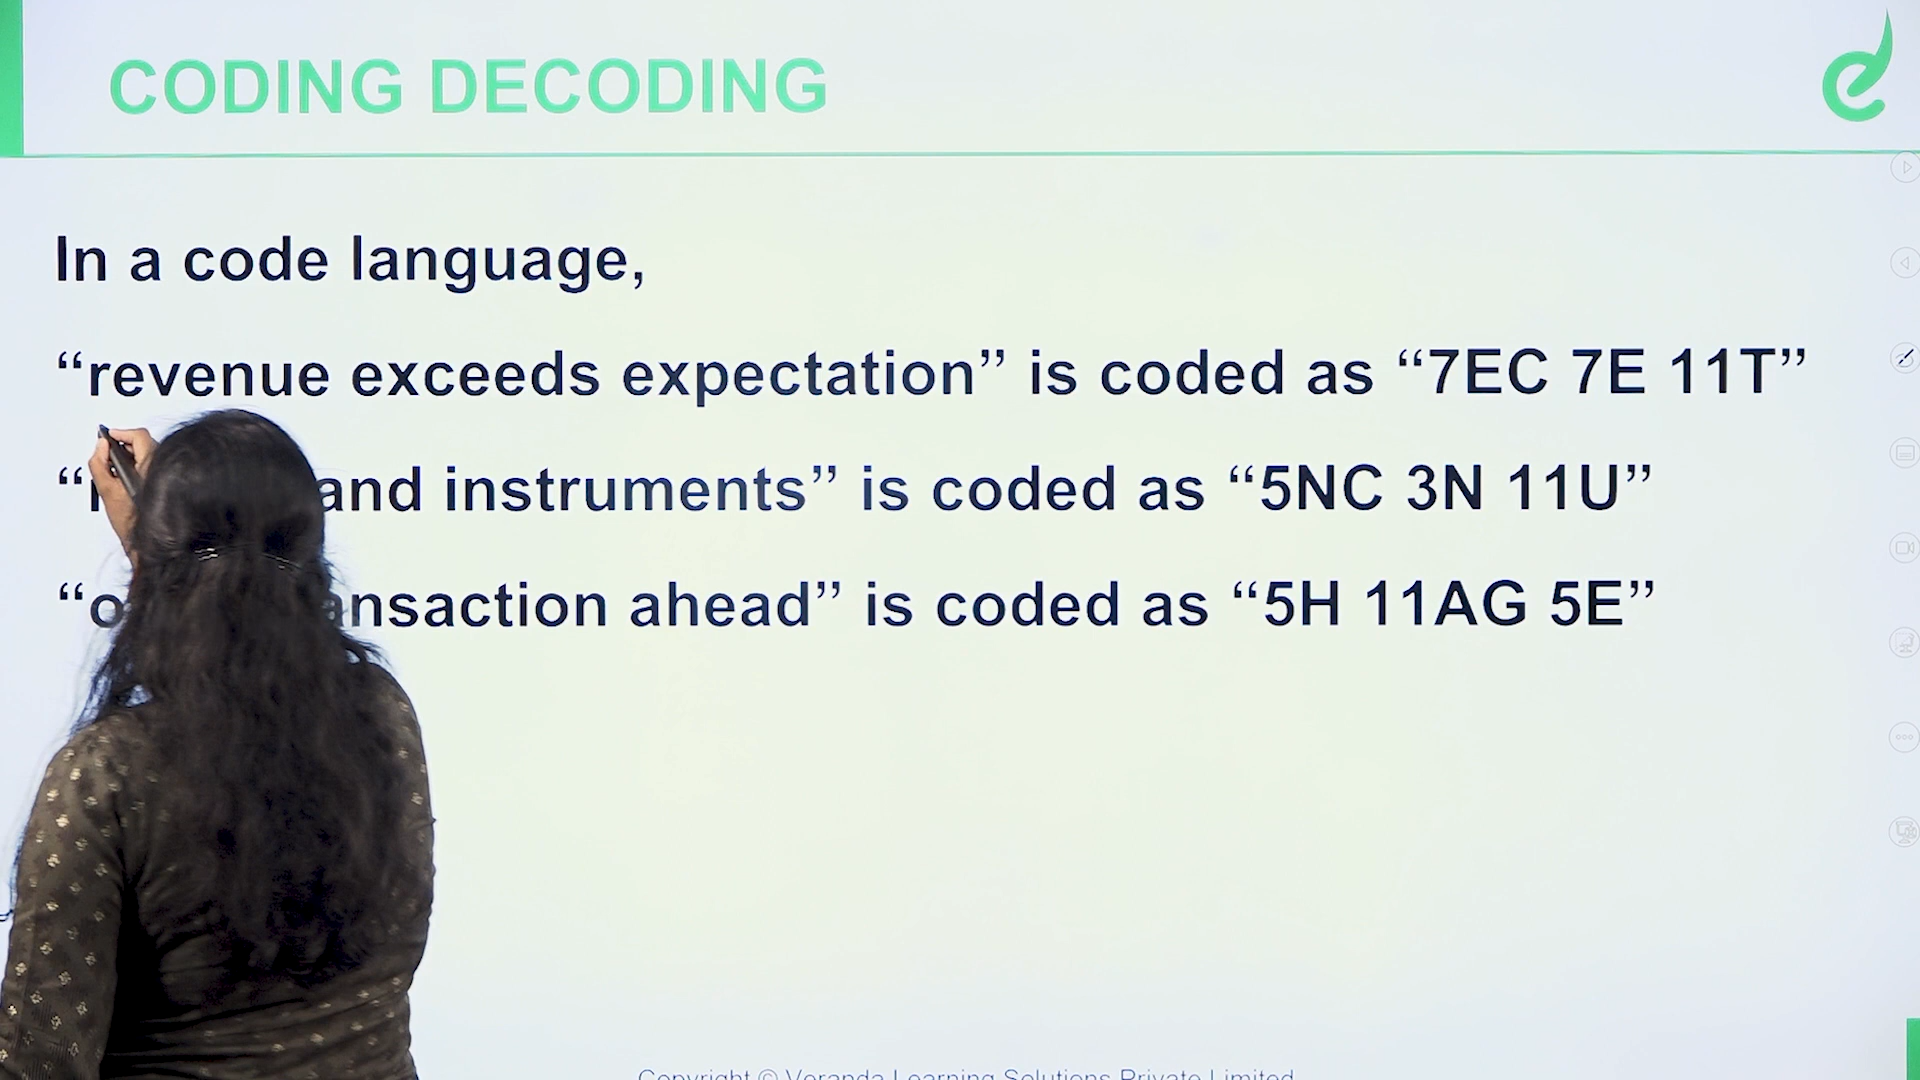 CODING DECODING
In a code language,
“revenue exceeds expectation” is coded as “7EC 7E 11T”
and instruments” is coded as “5NC 3N 11U”
ahead” is coded as “5H 11AG 5E”
Copyright © Veranda Learning Solutions Private Limited